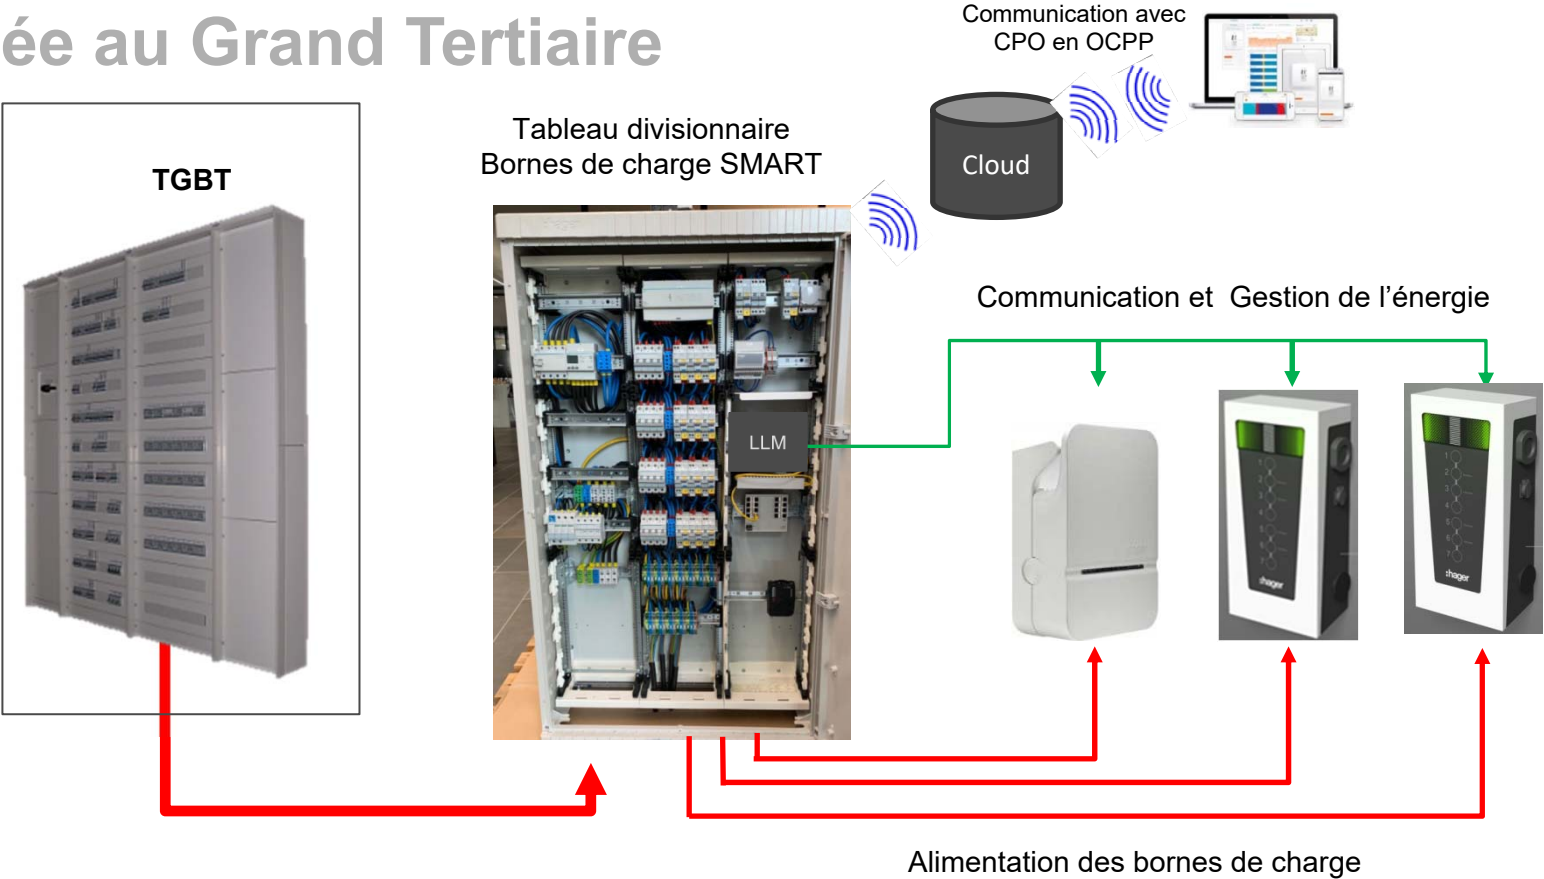 ée au Grand Tertiaire
Communication avec
CPO en OCPP
Tableau divisionnaire
Bornes de charge SMART
TGBT
Cloud
Communication et  Gestion de l’énergie
LLM
:hager
:hager
Alimentation des bornes de charge